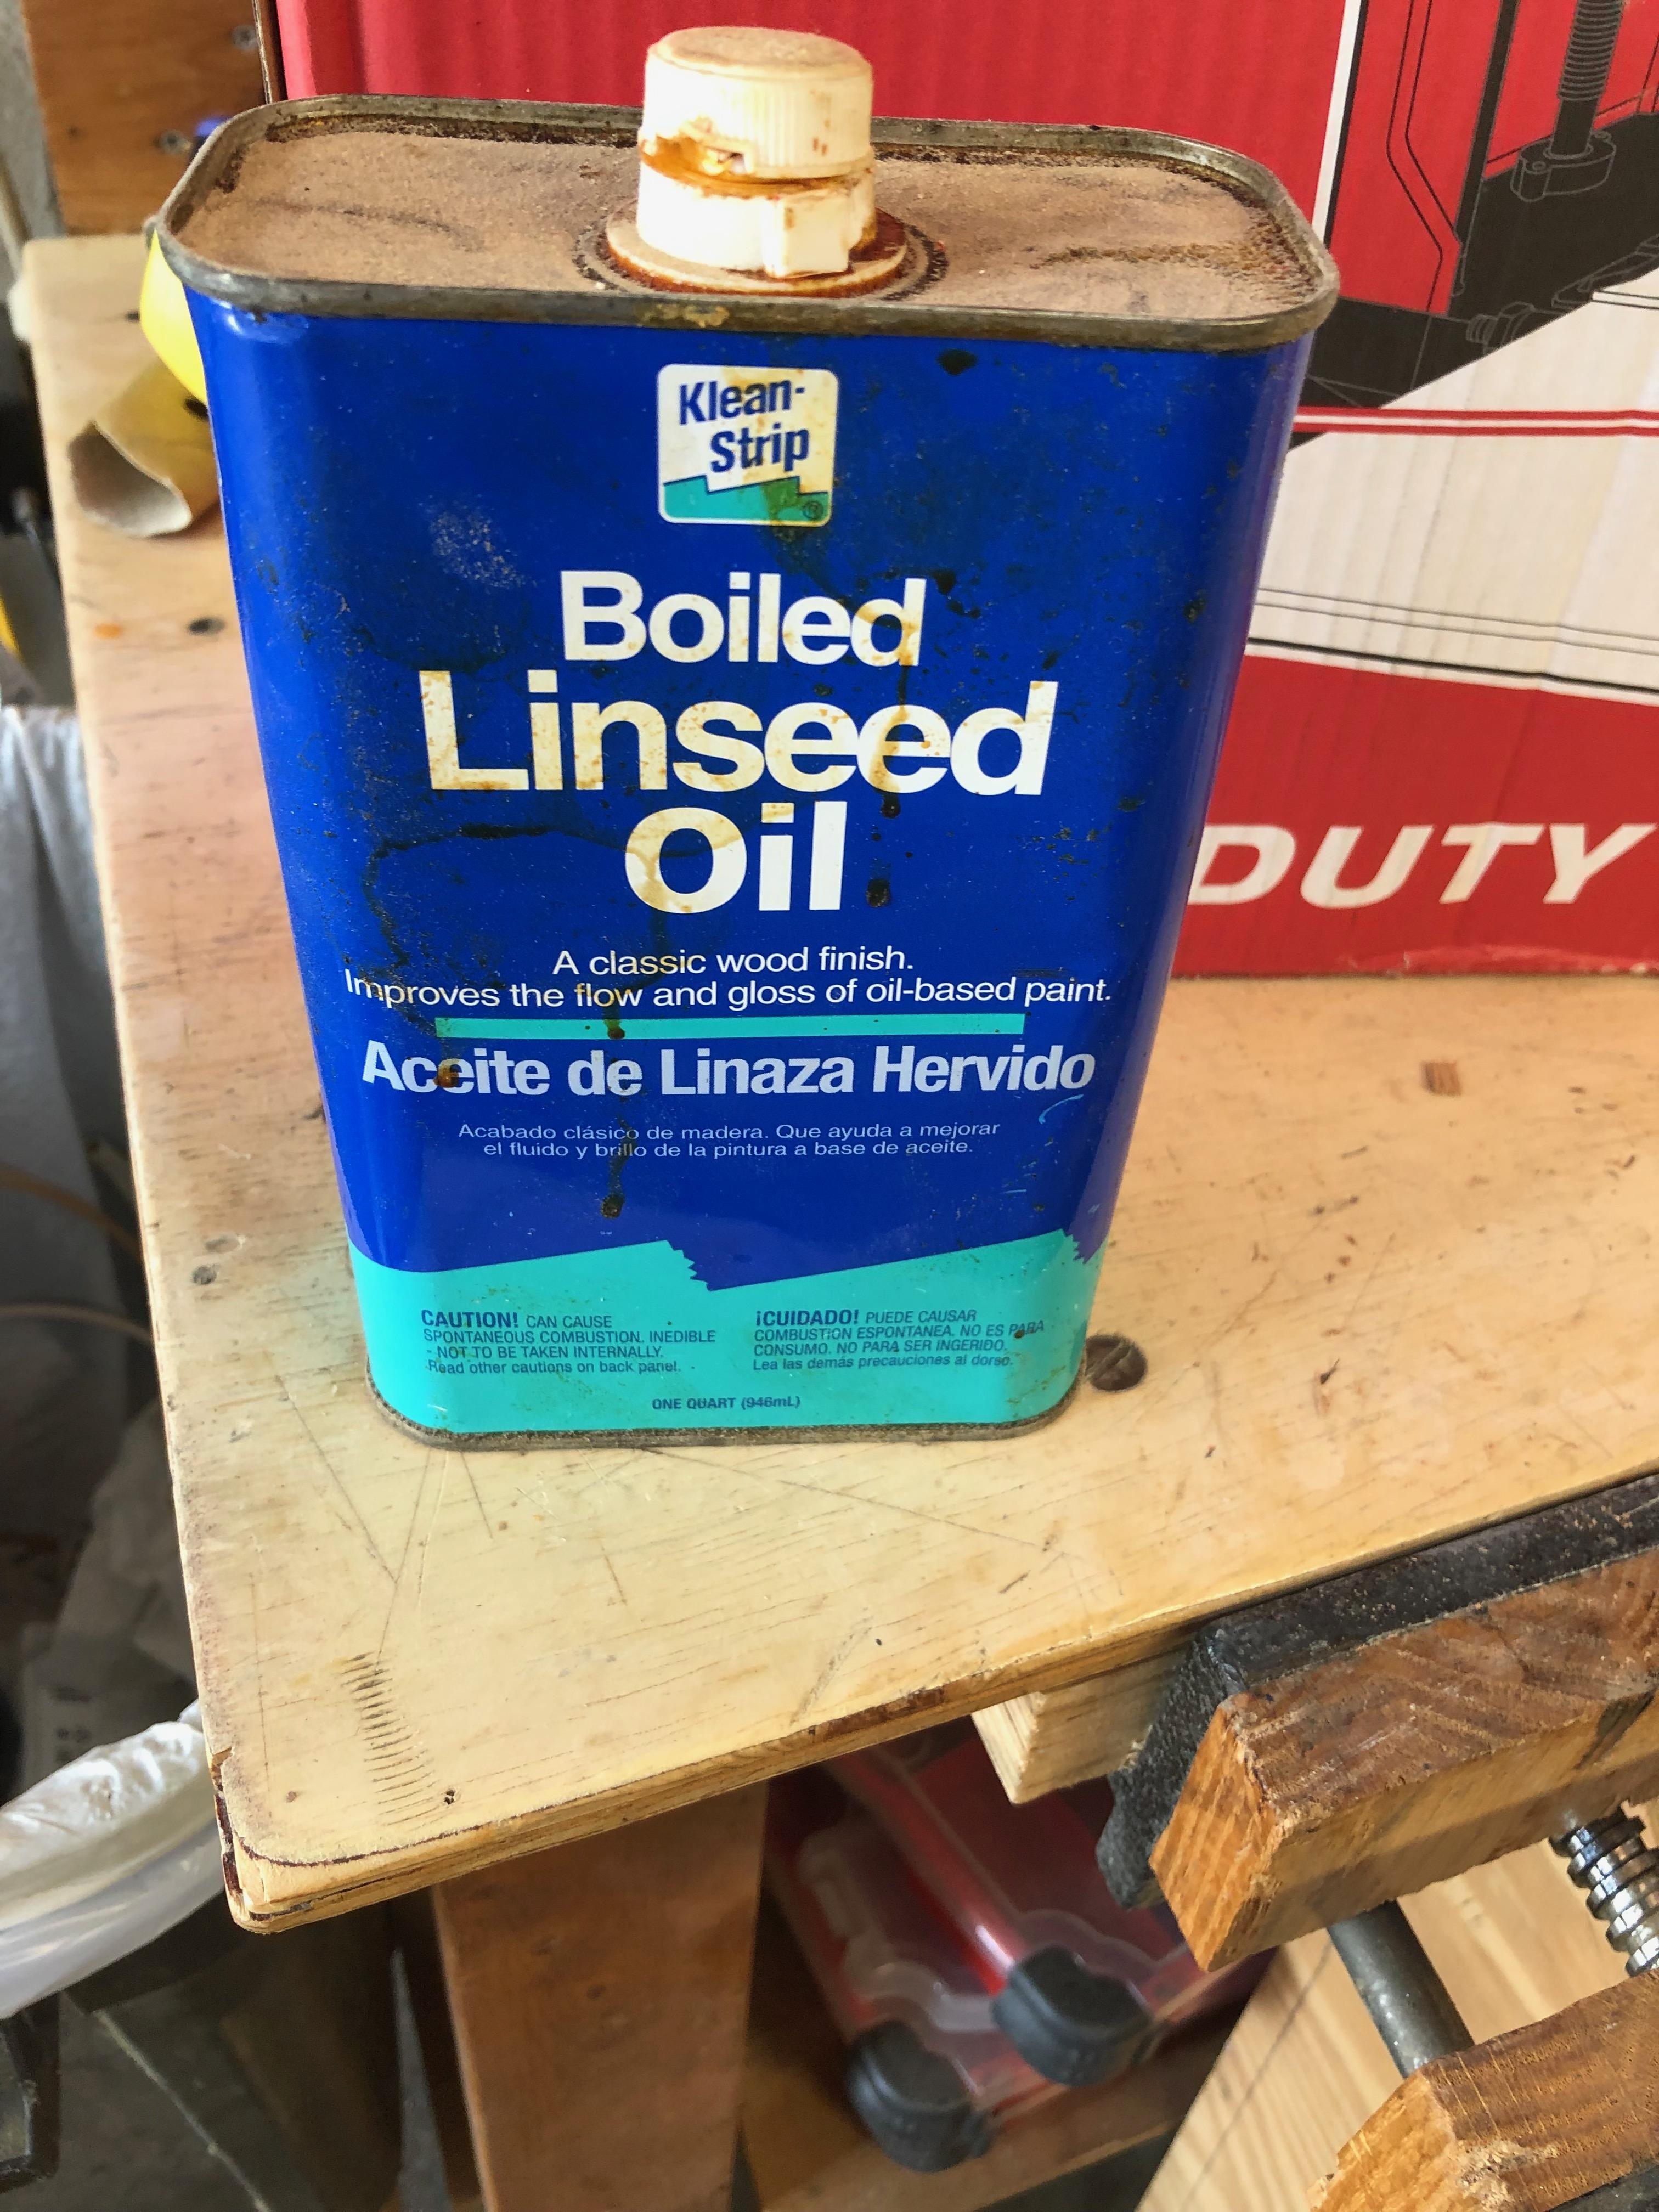 Klean-
Strip
®
Boiled
Linseed
Oil
A classic wood finish.
Improves the flow and gloss of oil-based paint.
Aceite de Linaza Hervido
Acabado clásico de madera. Que ayuda a mejorar
el fluido y brillo de la pintura a base de aceite.
CAUTION! CAN CAUSE
SPONTANEOUS COMBUSTION. INEDIBLE
- NOT TO BE TAKEN INTERNALLY.
Read other cautions on back panel.
¡CUIDADO! PUEDE CAUSAR
COMBUSTIÓN ESPONTANEA. NO ES PARA
CONSUMO. NO PARA SER INGERIDO.
Lea las demás precauciones al dorso.
ONE QUART (946mL)
DUTY